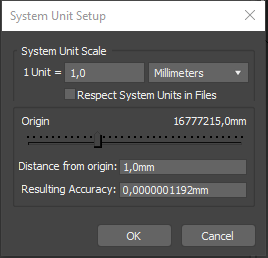 System Unit Setup
System Unit Scale
1 Unit = 1,0 Millimeters
Respect System Units in Files
Origin 16777215,0mm
Distance from origin: 1,0mm
Resulting Accuracy: 0,0000001192mm
OK Cancel